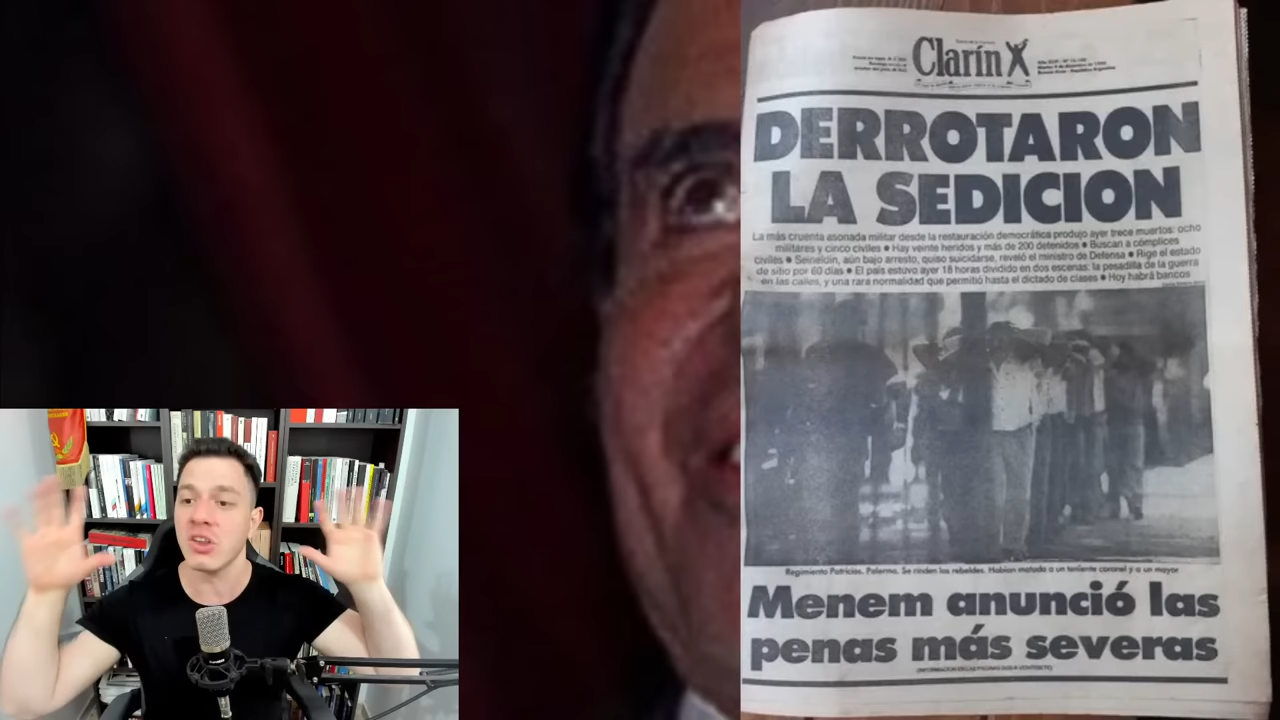 Clarín
DERROTARON
LA SEDICION
La más cruenta asonada militar desde la restauración democrática produjo ayer trece muertos: ocho
militares y cinco civiles ● Hay veinte heridos y más de 200 detenidos ● Buscan a cómplices
civiles ● Seineldín, aún bajo arresto, quiso suicidarse, reveló el ministro de Defensa ● Rige el estado
de sitio por 60 días ● El país estuvo ayer 18 horas dividido en dos escenas: la pesadilla de la guerra
en las calles, y una rara normalidad que permitió hasta el dictado de clases ● Hoy habrá bancos
Regimiento Patricios. Palermo. Se rinden los rebeldes. Habían matado a un teniente coronel y a un mayor
Menem anunció las
penas más severas